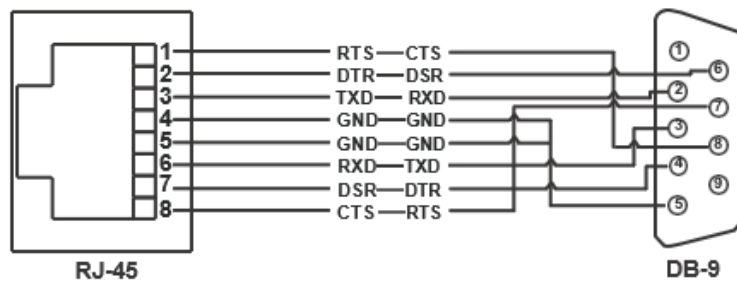 1 RTS CTS
2 DTR DSR
3 TXD RXD
4 GND GND
5 GND GND
6 RXD TXD
7 DSR DTR
8 CTS RTS
1
6
2
7
3
8
4
9
5
RJ-45
DB-9